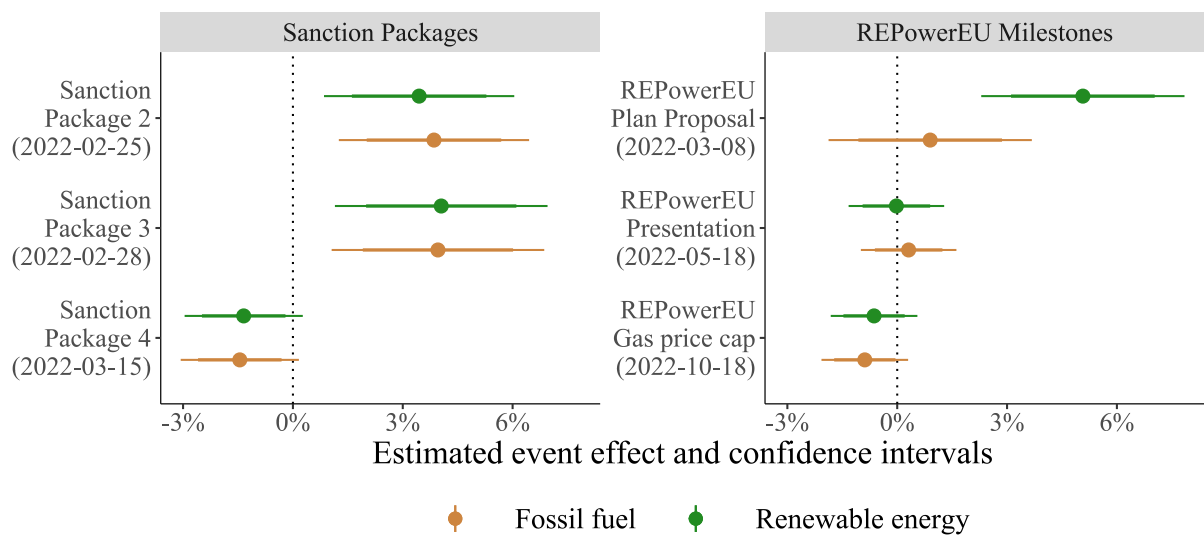 Sanction Packages
Sanction
Package 2
(2022-02-25)
Sanction
Package 3
(2022-02-28)
Sanction
Package 4
(2022-03-15)
-3% 0% 3% 6%
REPowerEU Milestones
REPowerEU
Plan Proposal
(2022-03-08)
REPowerEU
Presentation
(2022-05-18)
REPowerEU
Gas price cap
(2022-10-18)
-3% 0% 3% 6%
Estimated event effect and confidence intervals
Fossil fuel Renewable energy